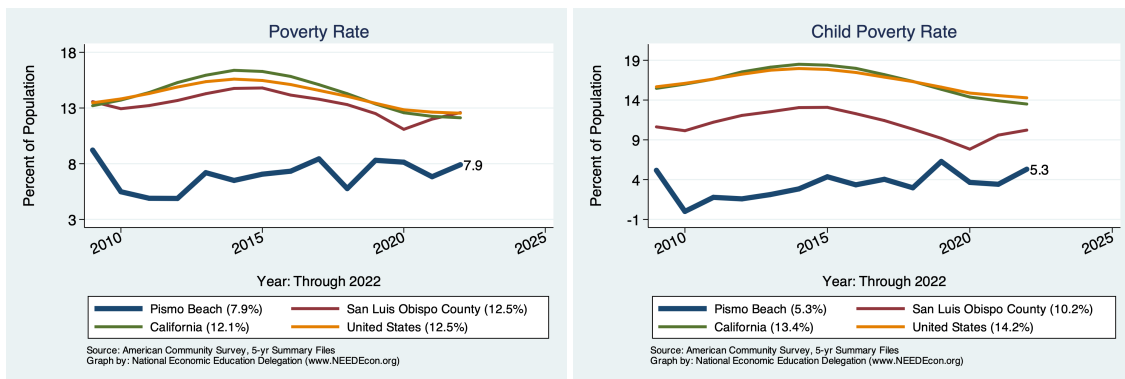 Poverty Rate
Percent of Population
18
13
8
3
7.9
2010
2015
2020
2025
Year: Through 2022
Pismo Beach (7.9%)
San Luis Obispo County (12.5%)
California (12.1%)
United States (12.5%)
Source: American Community Survey, 5-yr Summary Files
Graph by: National Economic Education Delegation (www.NEEDEcon.org)
Child Poverty Rate
Percent of Population
19
14
9
4
-1
5.3
2010
2015
2020
2025
Year: Through 2022
Pismo Beach (5.3%)
San Luis Obispo County (10.2%)
California (13.4%)
United States (14.2%)
Source: American Community Survey, 5-yr Summary Files
Graph by: National Economic Education Delegation (www.NEEDEcon.org)